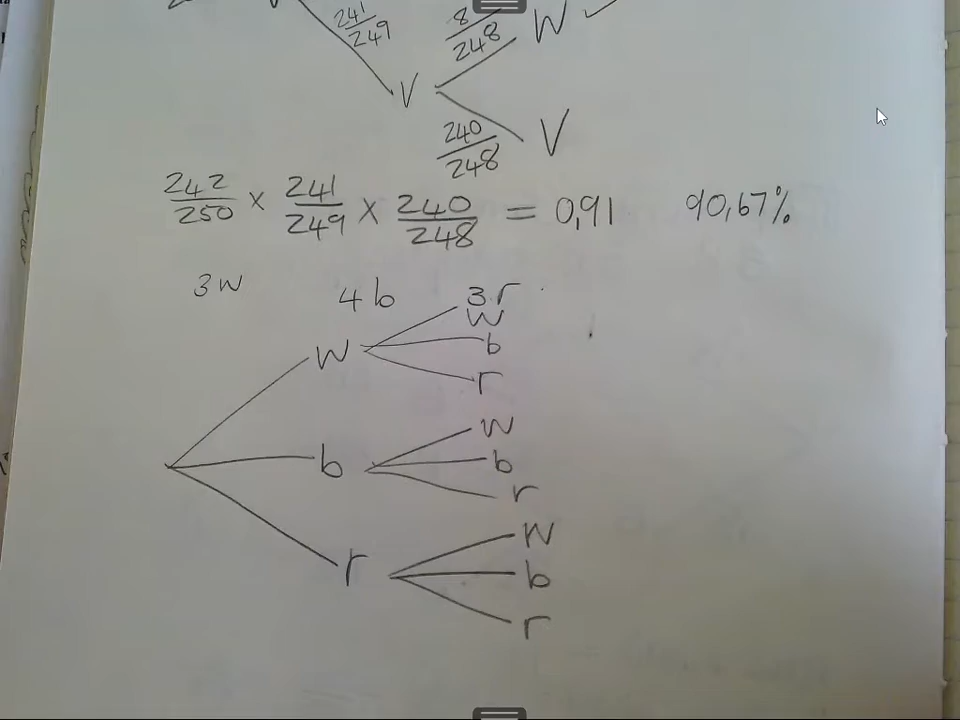 241/249 8/248 W
V
240/248 V
242/250 × 241/249 × 240/248 = 0,91 90,67%
3w 4b 3r
w
W b
r
w
b b
r
w
r b
r